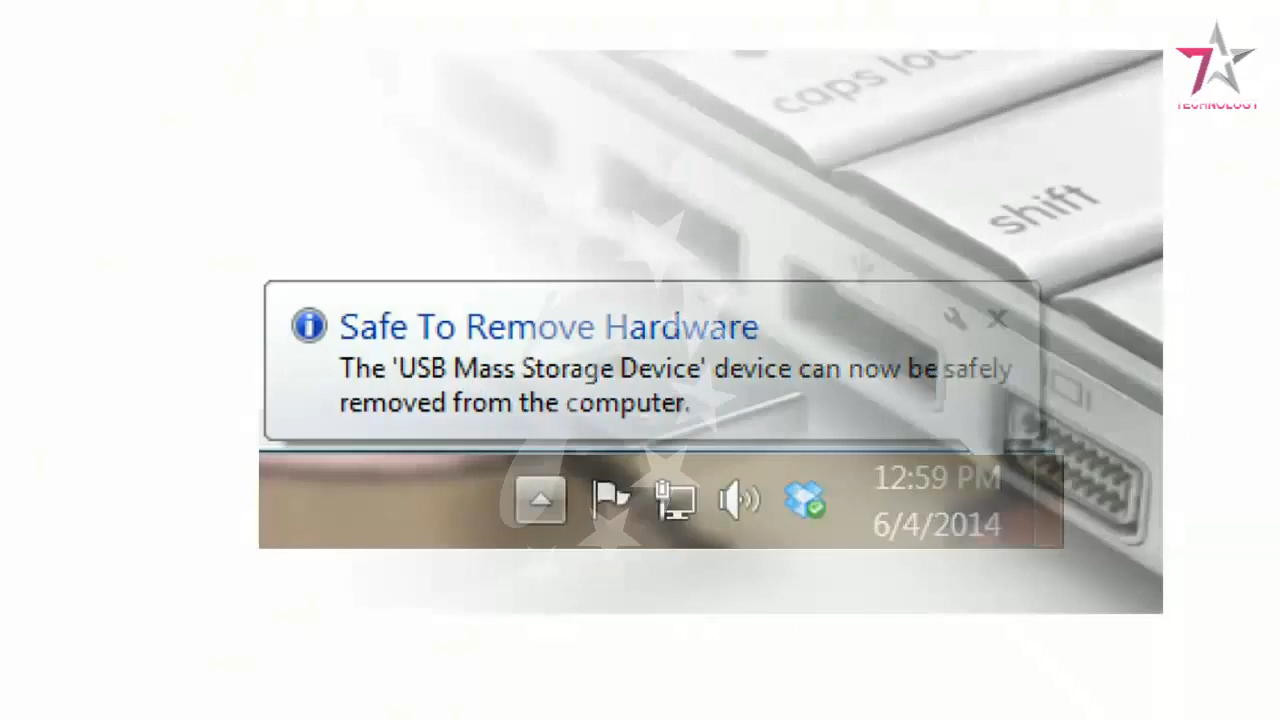 7
TECHNOLOGY
caps loc
shift
Safe To Remove Hardware
The 'USB Mass Storage Device' device can now be safely
removed from the computer.
12:59 PM
6/4/2014